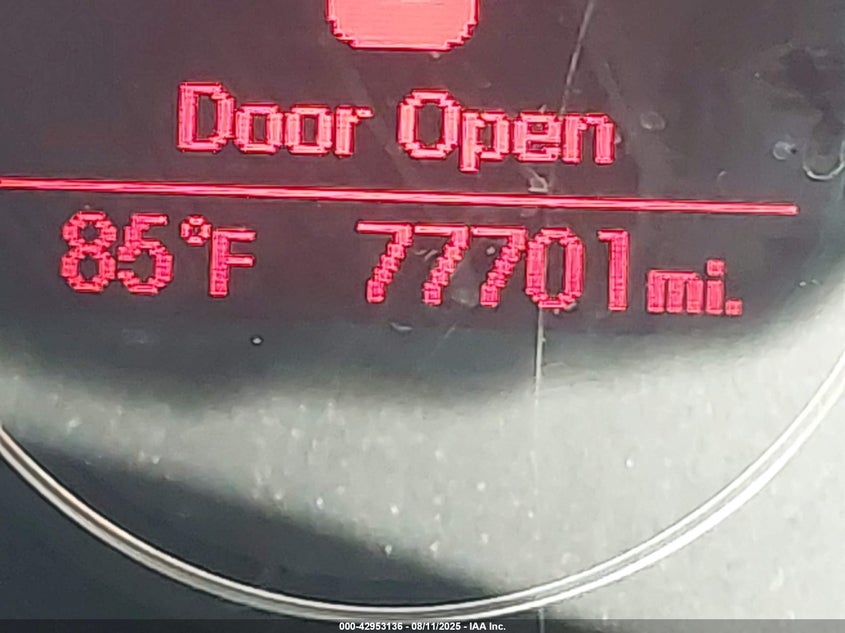 Door Open
85°F 77701 mi.
000-42953136 - 08/11/2025 - IAA Inc.